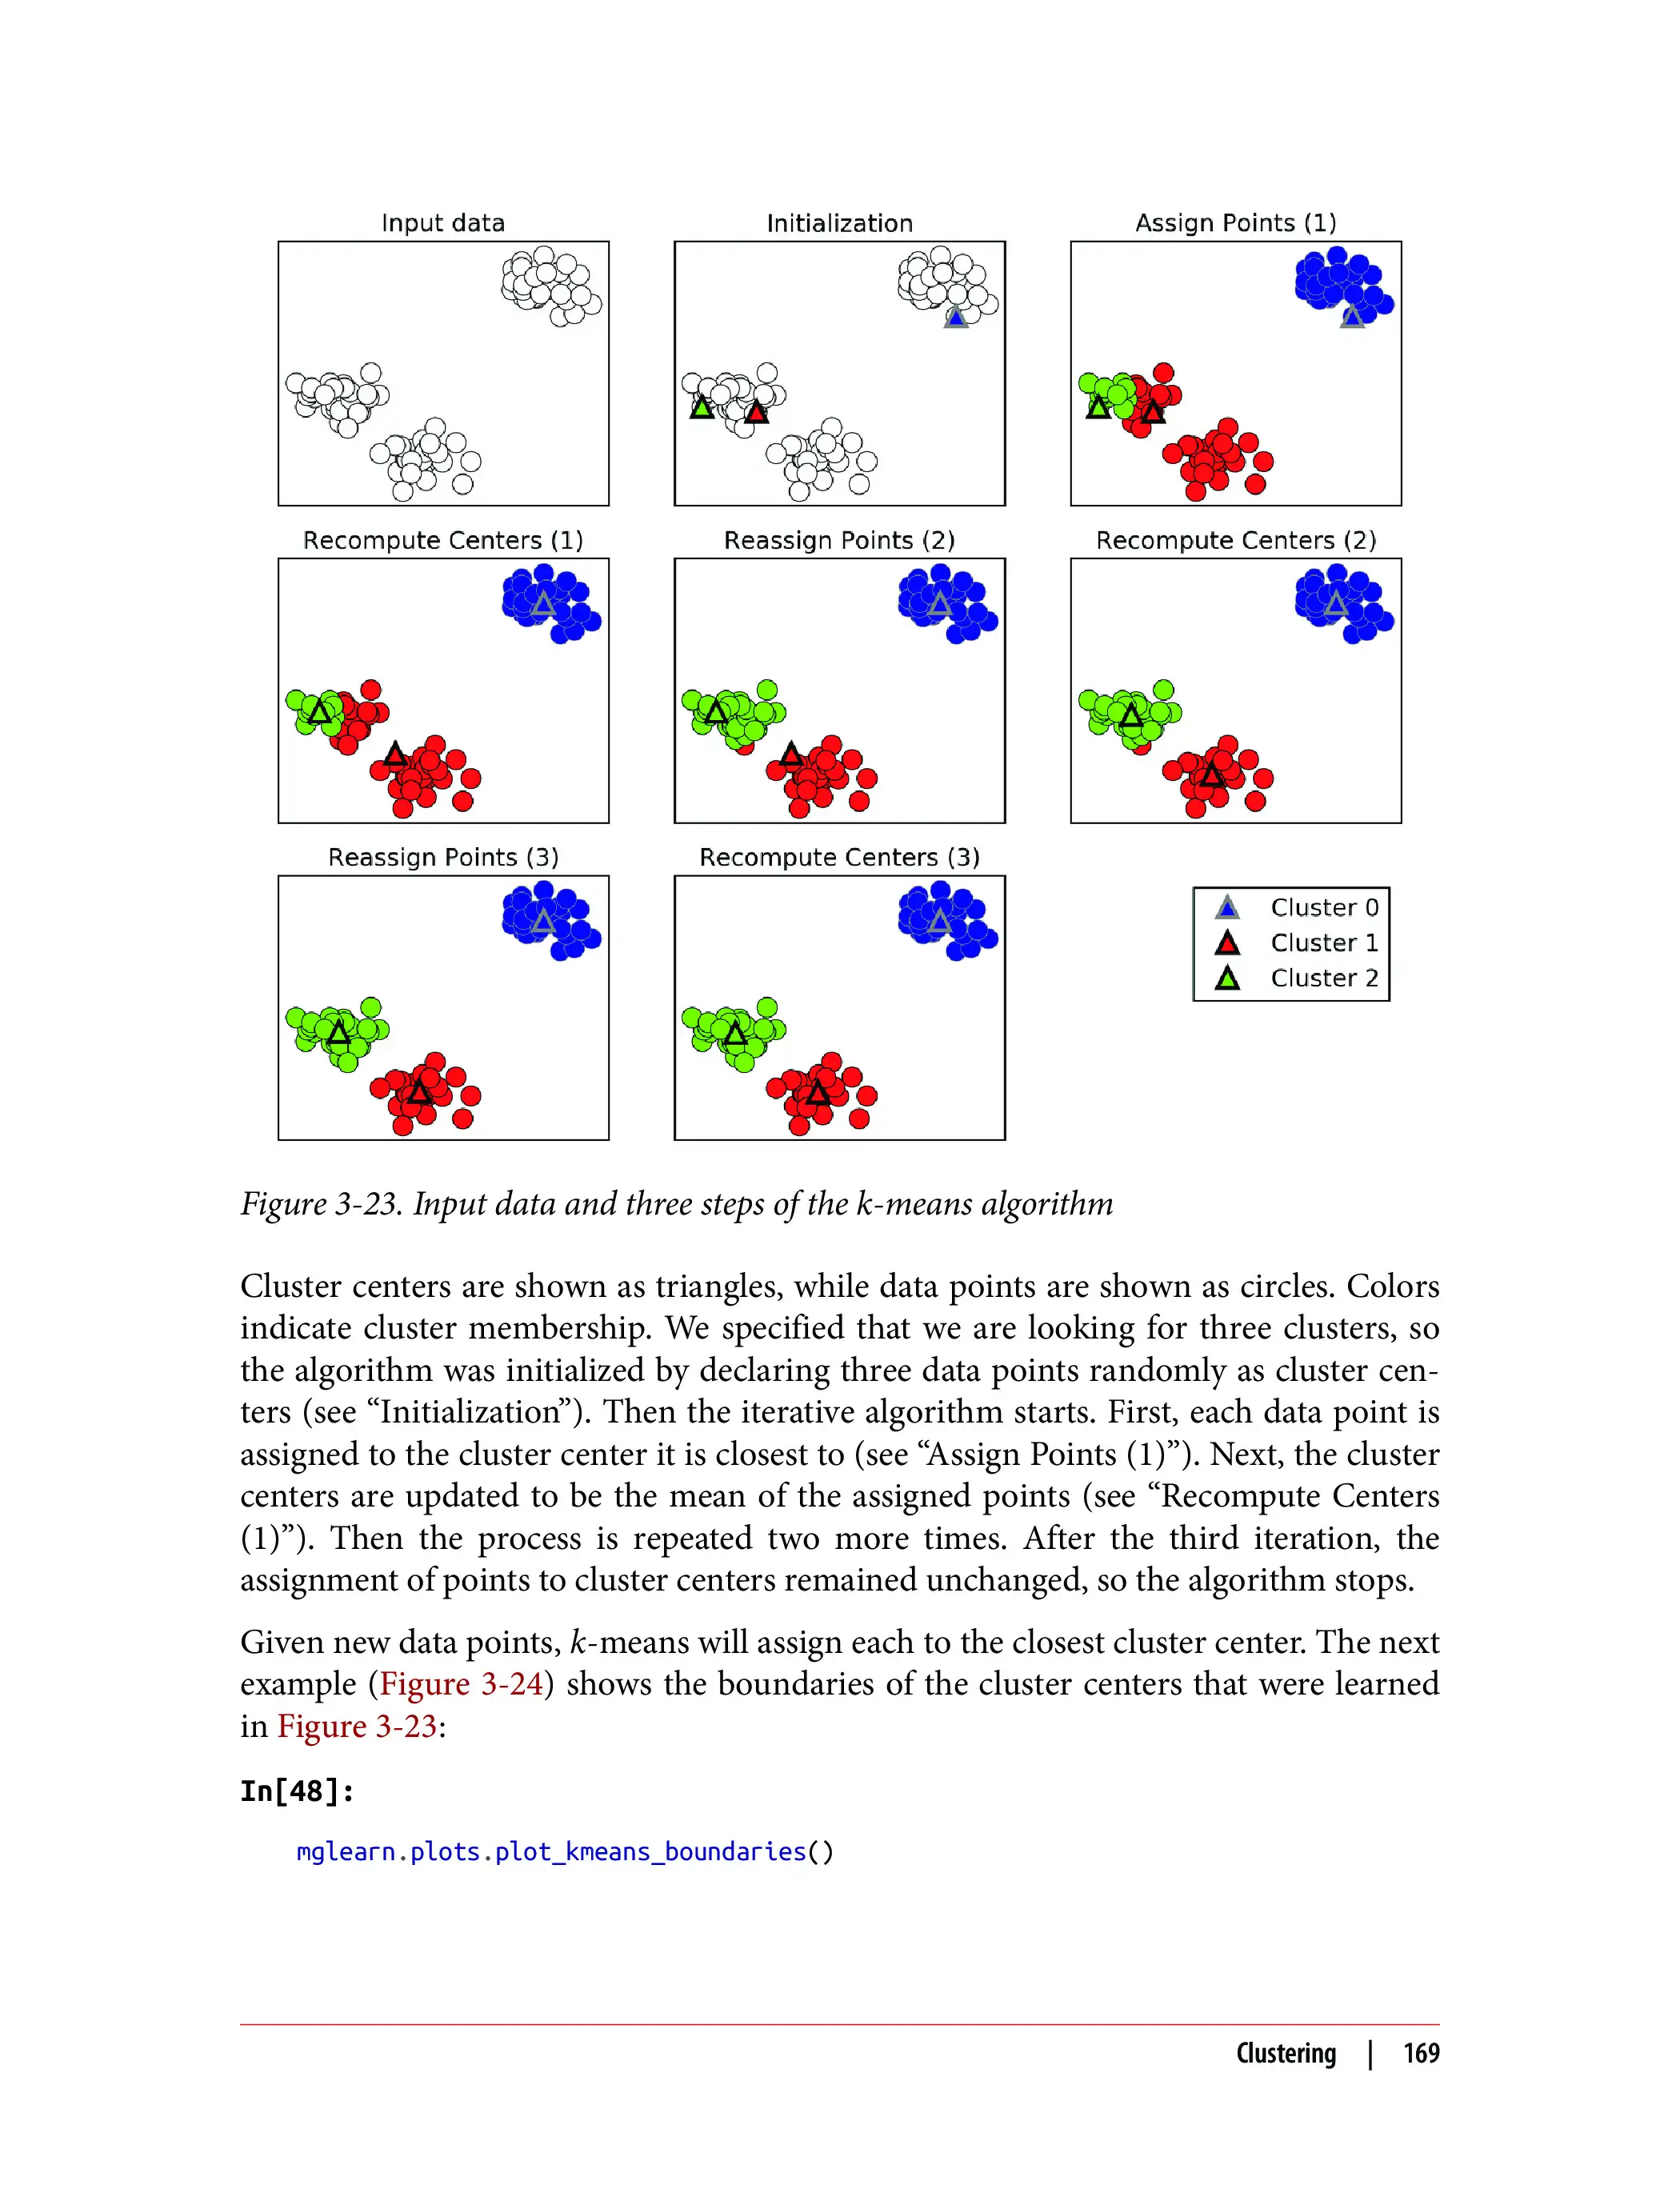 Input data
Initialization
Assign Points (1)
Recompute Centers (1)
Reassign Points (2)
Recompute Centers (2)
Reassign Points (3)
Recompute Centers (3)
Cluster 0
Cluster 1
Cluster 2
Figure 3-23. Input data and three steps of the k-means algorithm
Cluster centers are shown as triangles, while data points are shown as circles. Colors
indicate cluster membership. We specified that we are looking for three clusters, so
the algorithm was initialized by declaring three data points randomly as cluster cen-
ters (see “Initialization”). Then the iterative algorithm starts. First, each data point is
assigned to the cluster center it is closest to (see “Assign Points (1)”). Next, the cluster
centers are updated to be the mean of the assigned points (see “Recompute Centers
(1)”). Then the process is repeated two more times. After the third iteration, the
assignment of points to cluster centers remained unchanged, so the algorithm stops.
Given new data points, k-means will assign each to the closest cluster center. The next
example (Figure 3-24) shows the boundaries of the cluster centers that were learned
in Figure 3-23:
In[48]:
mglearn.plots.plot_kmeans_boundaries()
Clustering | 169